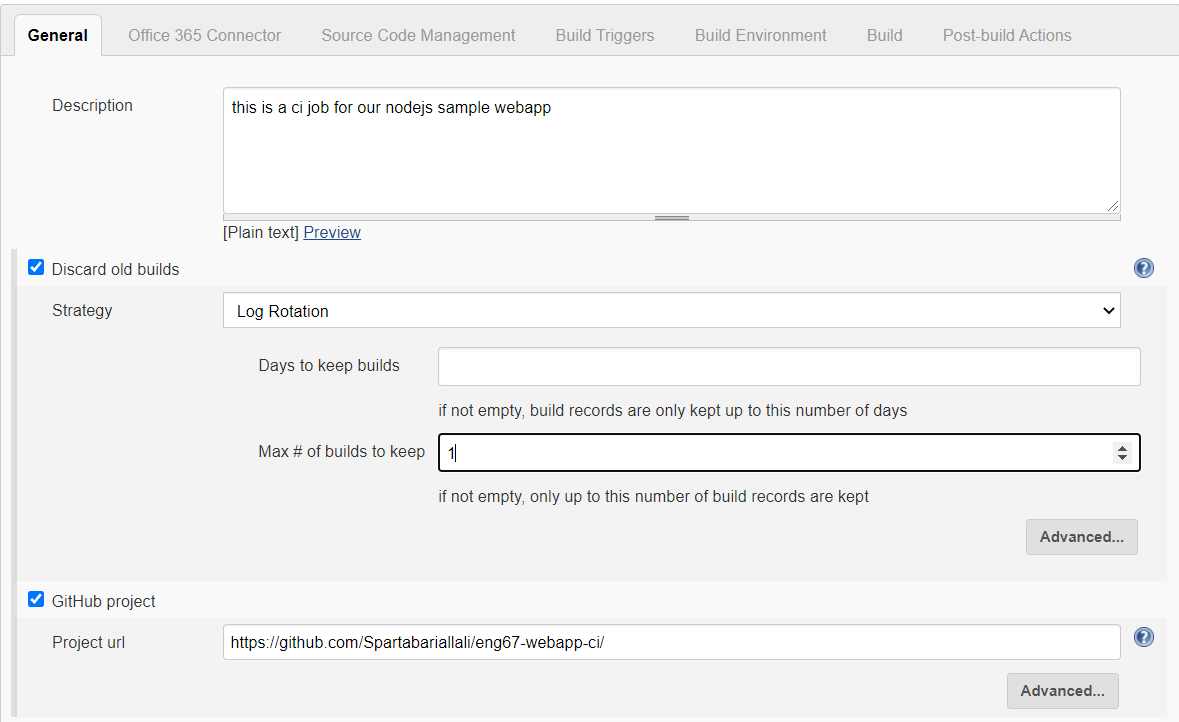 General Office 365 Connector Source Code Management Build Triggers Build Environment Build Post-build Actions
Description this is a ci job for our nodejs sample webapp
[Plain text] Preview
Discard old builds ?
Strategy Log Rotation
Days to keep builds
if not empty, build records are only kept up to this number of days
Max # of builds to keep 1
if not empty, only up to this number of build records are kept
Advanced...
GitHub project
Project url https://github.com/Spartabariallali/eng67-webapp-ci/ ?
Advanced...